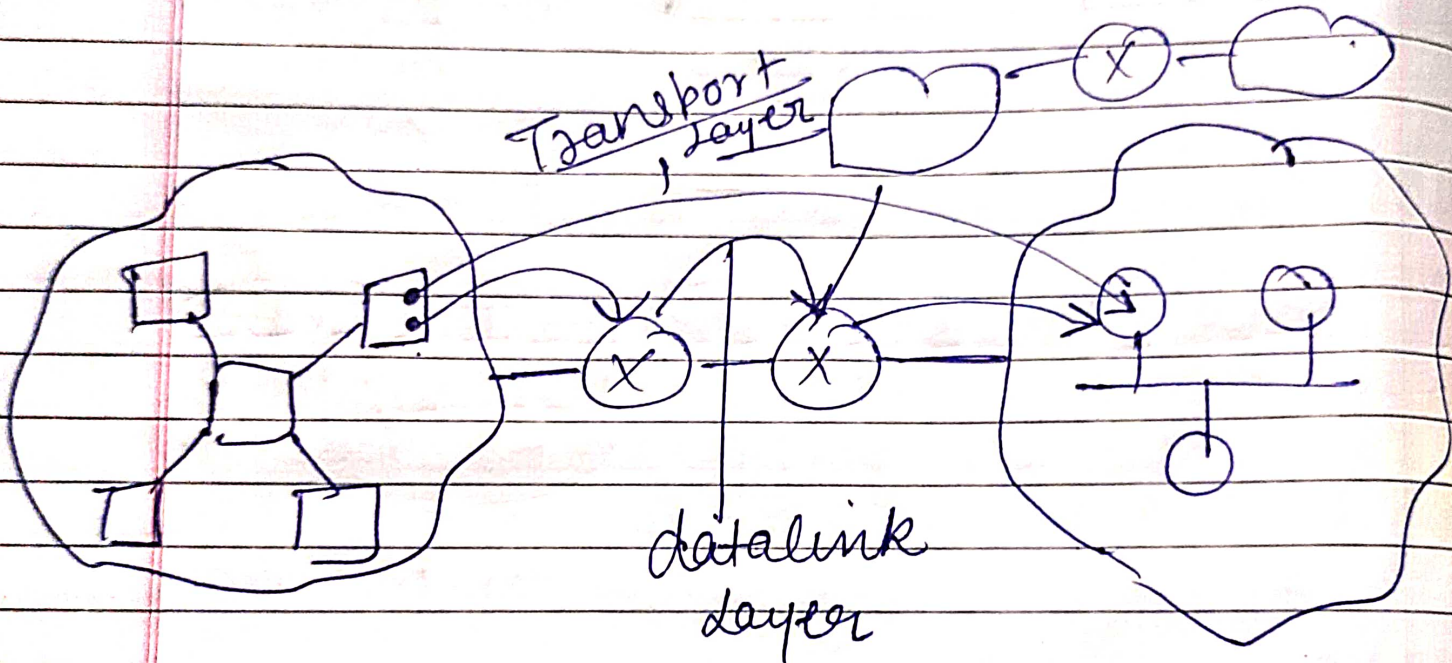 Transport
Layer
X
X
X
datalink
Layer